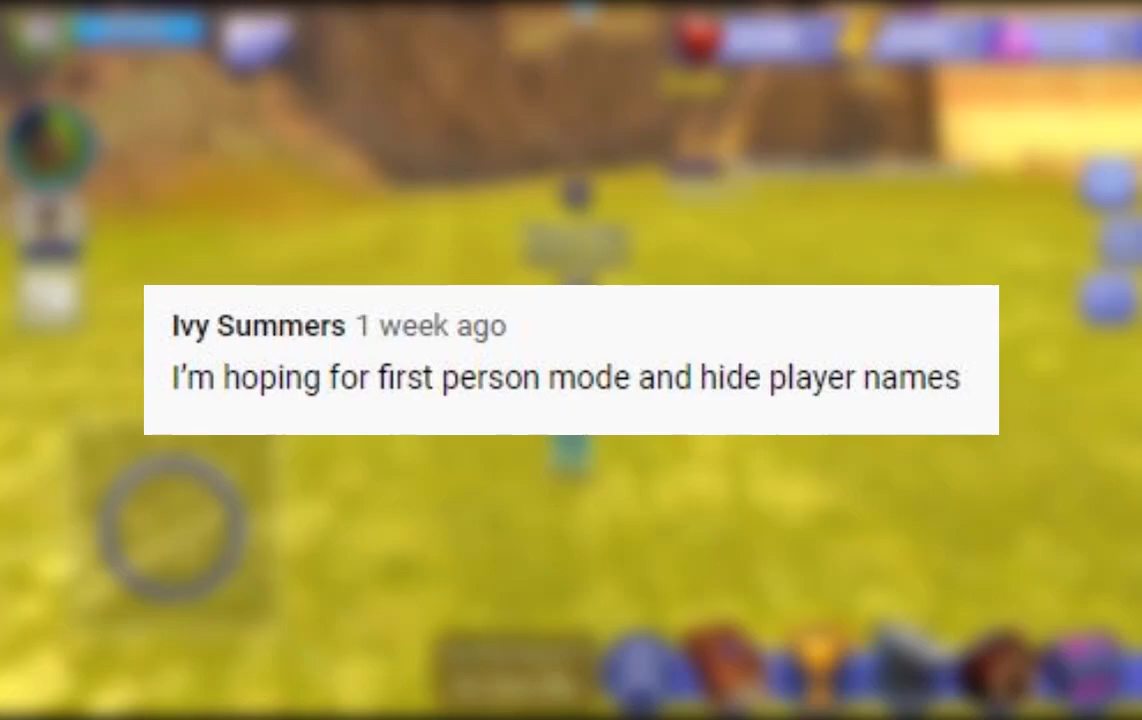 Ivy Summers 1 week ago
I'm hoping for first person mode and hide player names